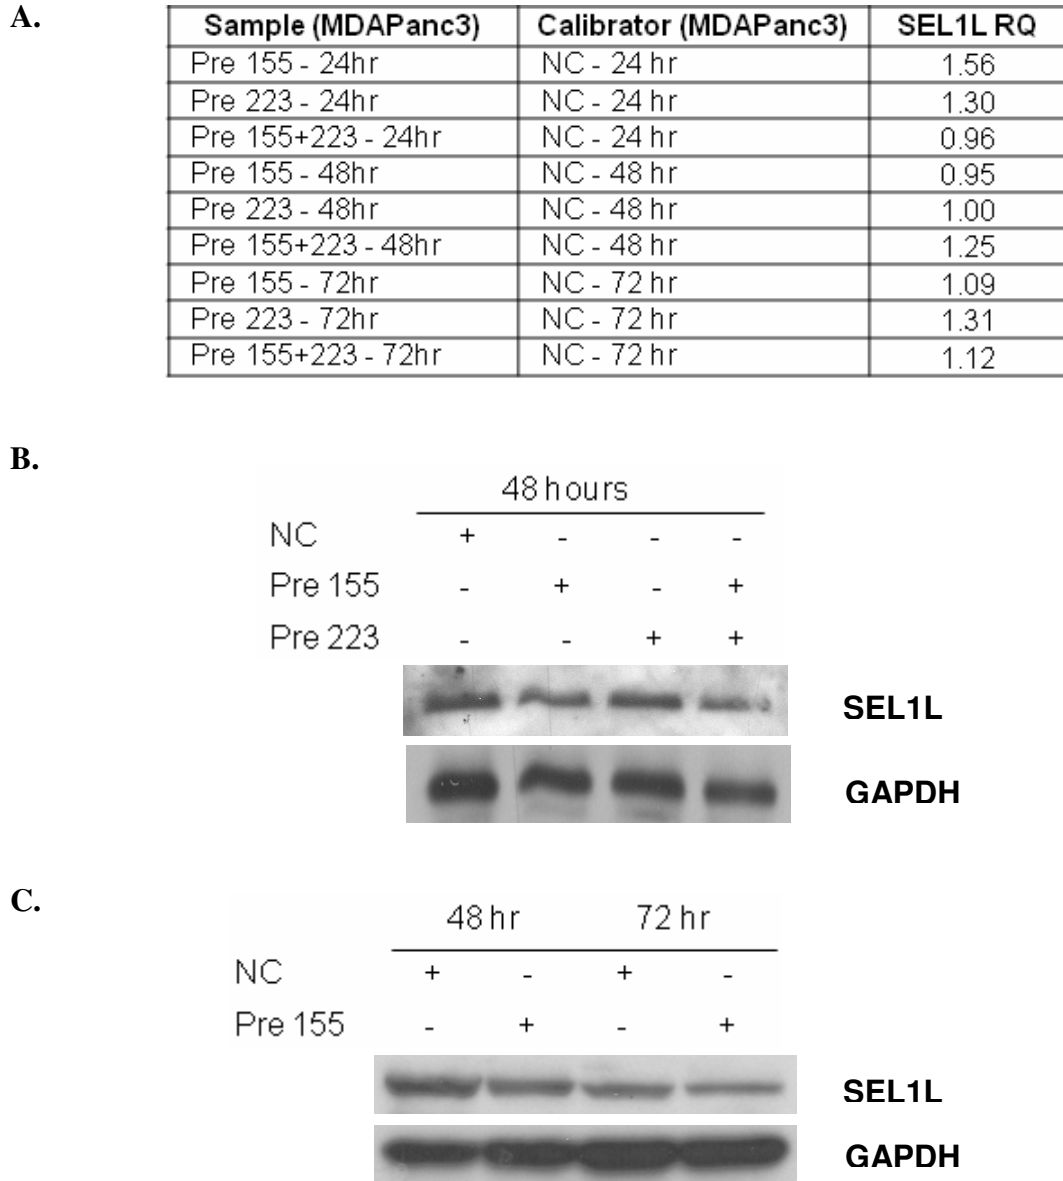 A.
Sample (MDAPanc3) Calibrator (MDAPanc3) SEL1L RQ
Pre 155 - 24hr NC - 24 hr 1.56
Pre 223 - 24hr NC - 24 hr 1.30
Pre 155+223 - 24hr NC - 24 hr 0.96
Pre 155 - 48hr NC - 48 hr 0.95
Pre 223 - 48hr NC - 48 hr 1.00
Pre 155+223 - 48hr NC - 48 hr 1.25
Pre 155 - 72hr NC - 72 hr 1.09
Pre 223 - 72hr NC - 72 hr 1.31
Pre 155+223 - 72hr NC - 72 hr 1.12
B.
48 hours
NC + - - -
Pre 155 - + - +
Pre 223 - - + +
SEL1L
GAPDH
C.
48 hr 72 hr
NC + - + -
Pre 155 - + - +
SEL1L
GAPDH